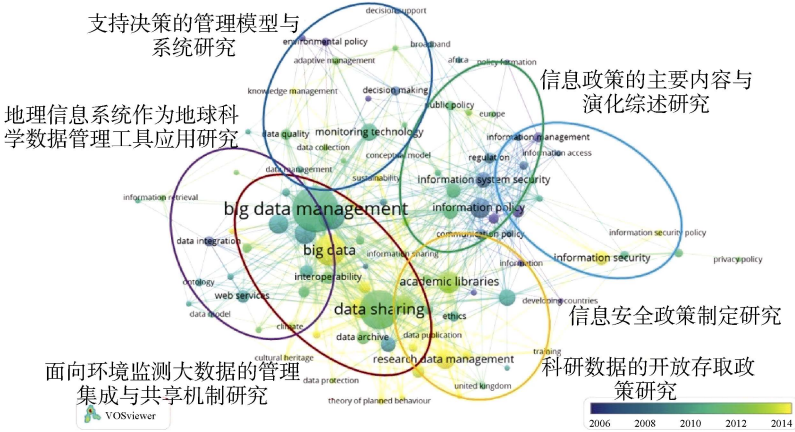 支持决策的管理模型与
系统研究
decision support
environmental policy
broadband
adaptive management
africa
policy formation
knowledge management
decision making
信息政策的主要内容与
演化综述研究
public policy
europe
地理信息系统作为地球科
学数据管理工具应用研究
data quality
monitoring technology
information management
data collection
conceptual model
regulation
information access
data management
sustainability
information system security
information retrieval
big data management
information policy
communication policy
information security policy
data integration
big data
information sharing
information
information security
privacy policy
interoperability
academic libraries
ontology
web services
developing countries
data model
data sharing
ethics
信息安全政策制定研究
climate
data archive
data publication
cultural heritage
research data management
training
面向环境监测大数据的管理
集成与共享机制研究
data protection
united kingdom
科研数据的开放存取政
策研究
theory of planned behaviour
VOSviewer
2006 2008 2010 2012 2014